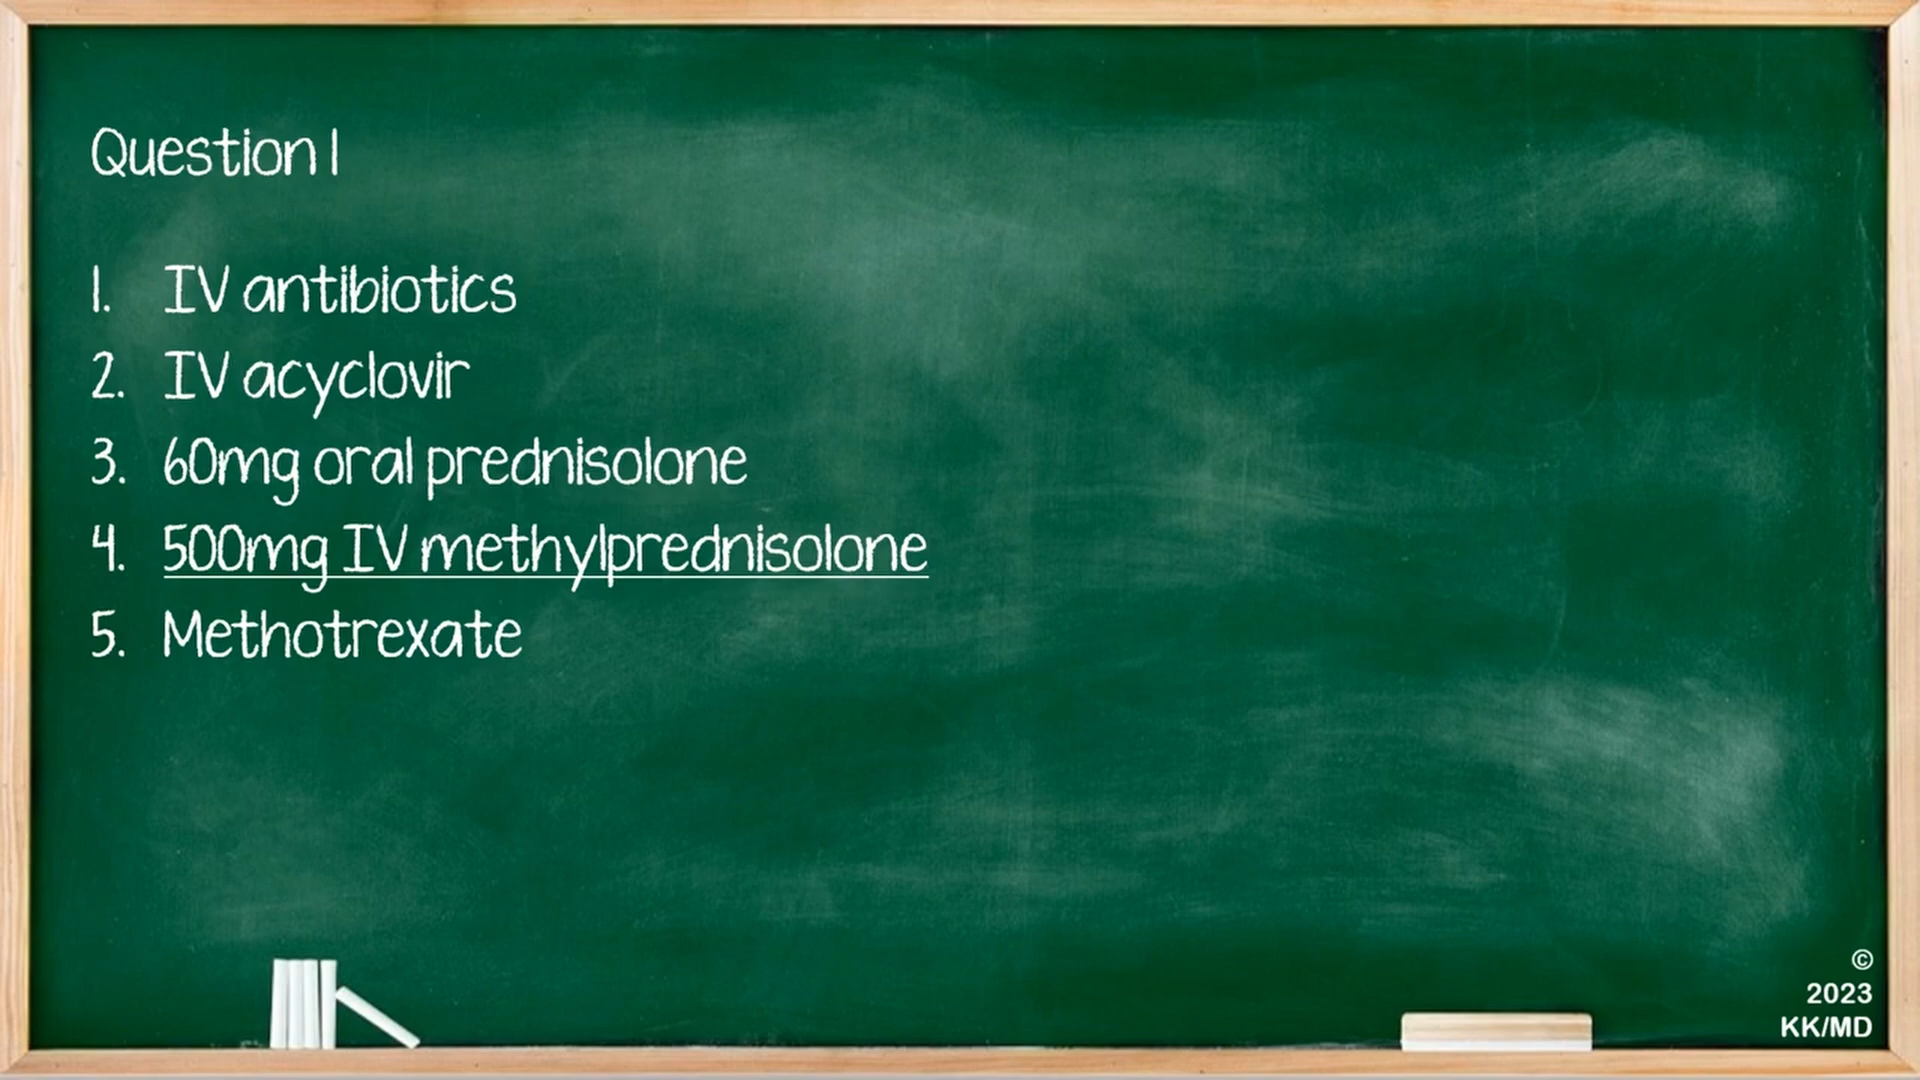 Question 1
1. IV antibiotics
2. IV acyclovir
3. 60mg oral prednisolone
4. 500mg IV methylprednisolone
5. Methotrexate
©
2023
KK/MD